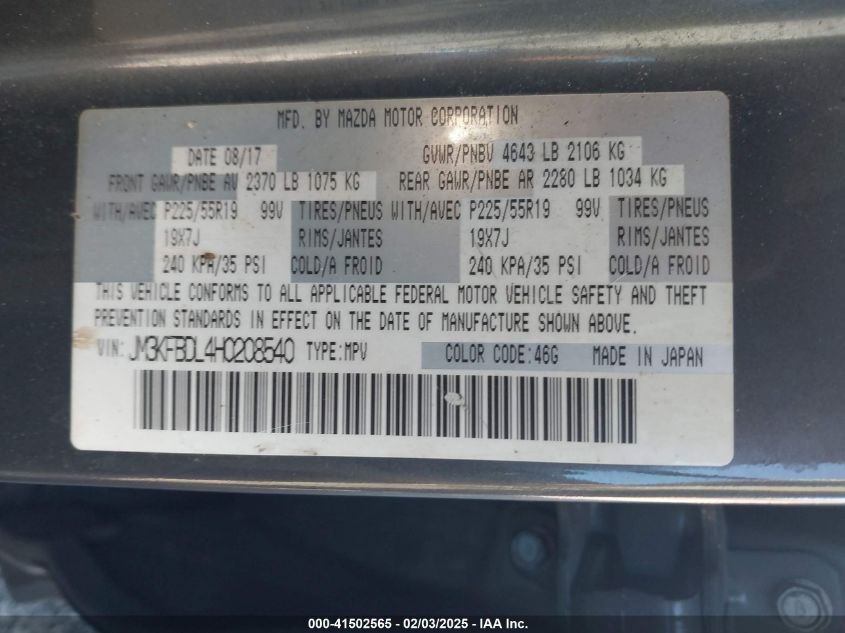 MFD. BY MAZDA MOTOR CORPORATION
DATE 08/17 GVWR/PNBV 4643 LB 2106 KG
FRONT GAWR/PNBE AV 2370 LB 1075 KG REAR GAWR/PNBE AR 2280 LB 1034 KG
WITH/AVEC P225/55R19 99V TIRES/PNEUS WITH/AVEC P225/55R19 99V TIRES/PNEUS
19X7J RIMS/JANTES 19X7J RIMS/JANTES
240 KPA/35 PSI COLD/A FROID 240 KPA/35 PSI COLD/A FROID
THIS VEHICLE CONFORMS TO ALL APPLICABLE FEDERAL MOTOR VEHICLE SAFETY AND THEFT
PREVENTION STANDARDS IN EFFECT ON THE DATE OF MANUFACTURE SHOWN ABOVE.
VIN: JM3KFBDL4H0208540 TYPE:MPV COLOR CODE:46G MADE IN JAPAN
000-41502565 - 02/03/2025 - IAAI Inc.